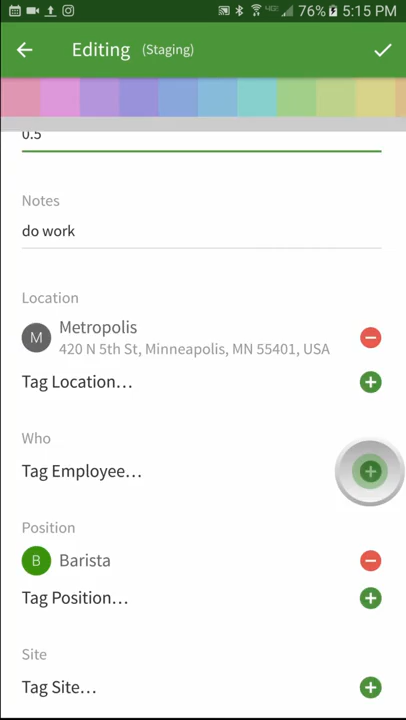 76% 5:15 PM
Editing (Staging)
0.5
Notes
do work
Location
M Metropolis
420 N 5th St, Minneapolis, MN 55401, USA
Tag Location...
Who
Tag Employee...
Position
B Barista
Tag Position...
Site
Tag Site...